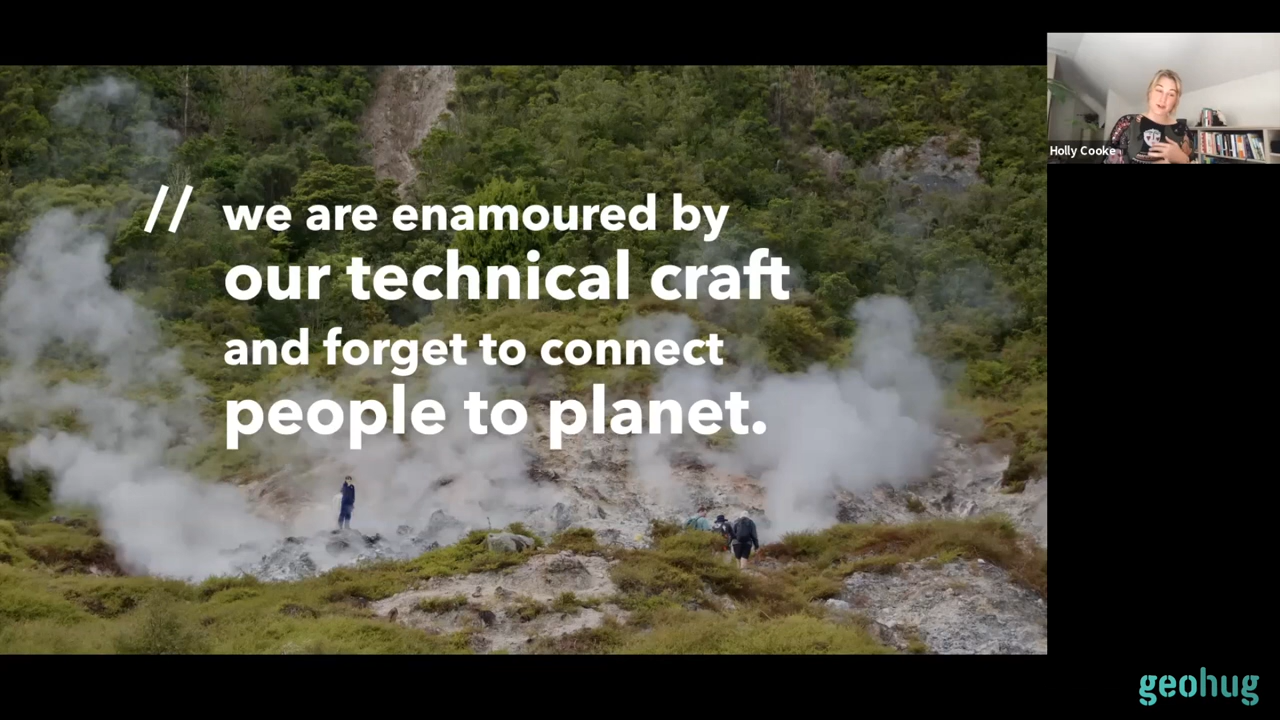 // we are enamoured by
our technical craft
and forget to connect
people to planet.
Holly Cooke
geohug